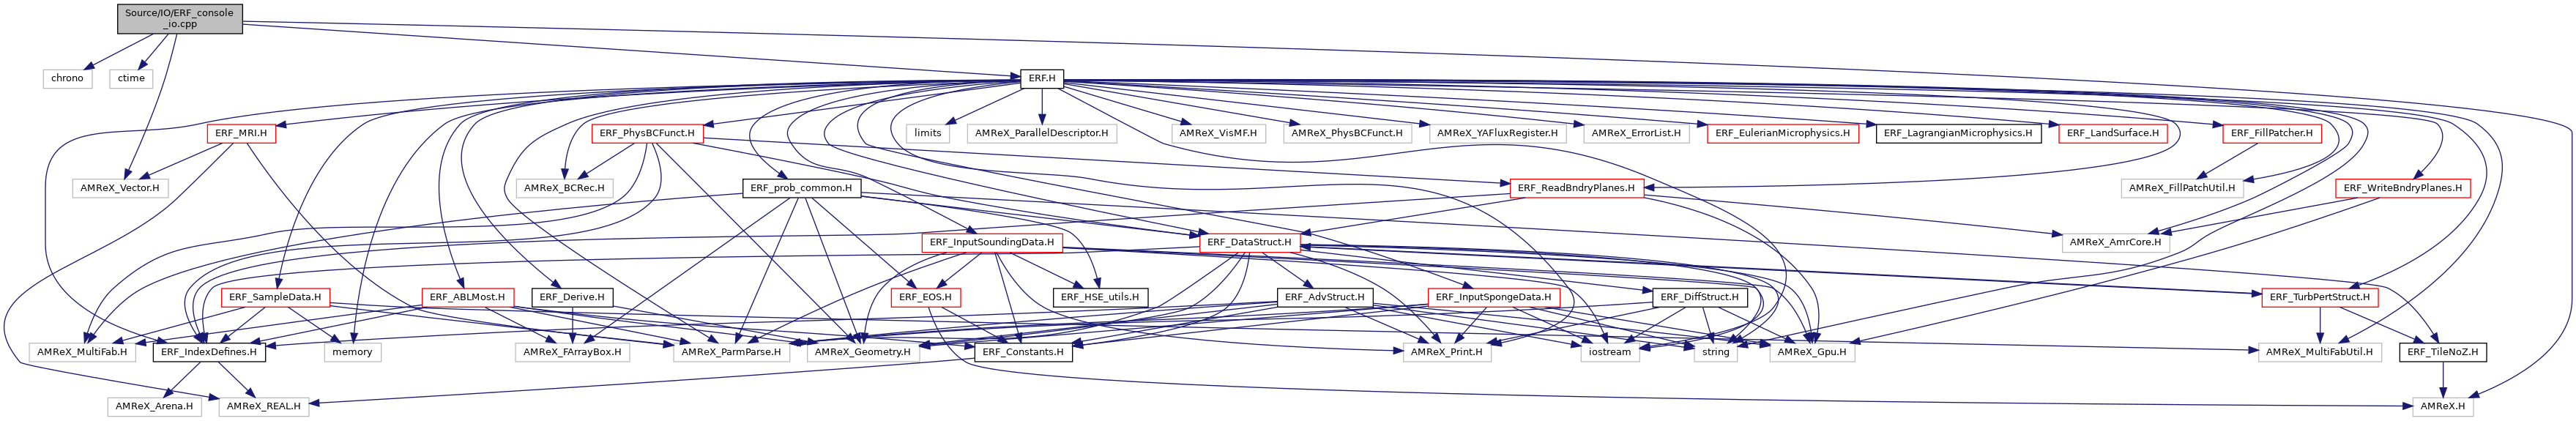 Source/IO/ERF_console
_io.cpp
chrono
ctime
ERF.H
ERF_MRI.H
ERF_PhysBCFunct.H
limits
AMReX_ParallelDescriptor.H
AMReX_VisMF.H
AMReX_PhysBCFunct.H
AMReX_YAFluxRegister.H
AMReX_ErrorList.H
ERF_EulerianMicrophysics.H
ERF_LagrangianMicrophysics.H
ERF_LandSurface.H
ERF_FillPatcher.H
AMReX_Vector.H
AMReX_BCRec.H
ERF_prob_common.H
ERF_ReadBndryPlanes.H
AMReX_FillPatchUtil.H
ERF_WriteBndryPlanes.H
ERF_InputSoundingData.H
ERF_DataStruct.H
AMReX_AmrCore.H
ERF_SampleData.H
ERF_ABLMost.H
ERF_Derive.H
ERF_EOS.H
ERF_HSE_utils.H
ERF_AdvStruct.H
ERF_InputSpongeData.H
ERF_DiffStruct.H
ERF_TurbPertStruct.H
AMReX_MultiFab.H
ERF_IndexDefines.H
memory
AMReX_FArrayBox.H
AMReX_ParmParse.H
AMReX_Geometry.H
ERF_Constants.H
AMReX_Print.H
iostream
string
AMReX_Gpu.H
AMReX_MultiFabUtil.H
ERF_TileNoZ.H
AMReX_Arena.H
AMReX_REAL.H
AMReX.H